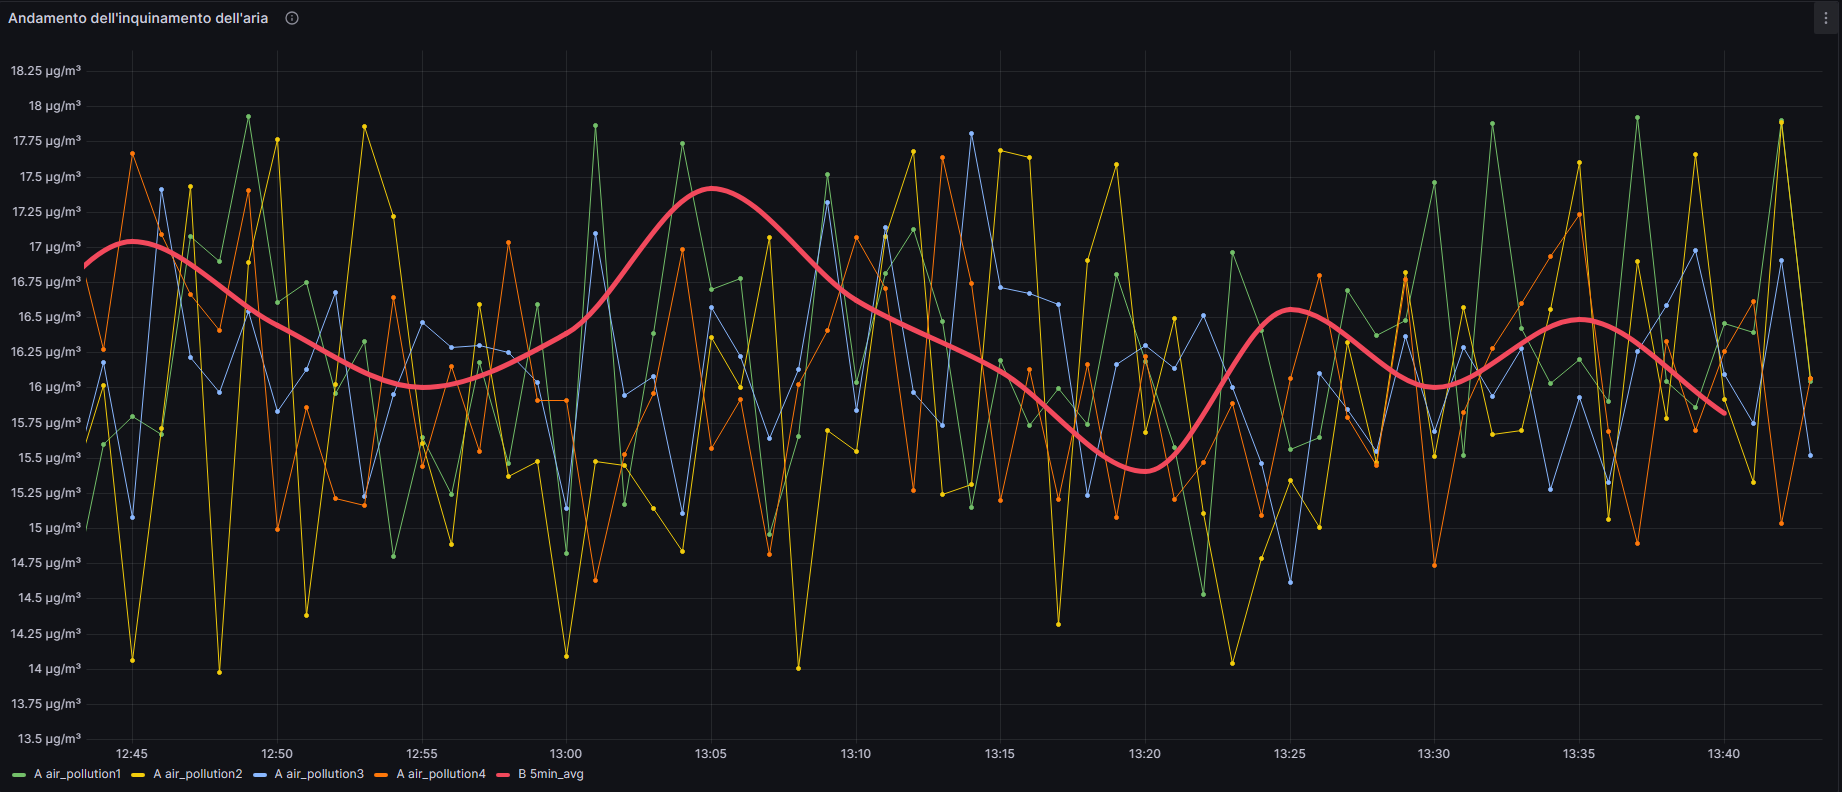 Andamento dell'inquinamento dell'aria
18.25 µg/m³
18 µg/m³
17.75 µg/m³
17.5 µg/m³
17.25 µg/m³
17 µg/m³
16.75 µg/m³
16.5 µg/m³
16.25 µg/m³
16 µg/m³
15.75 µg/m³
15.5 µg/m³
15.25 µg/m³
15 µg/m³
14.75 µg/m³
14.5 µg/m³
14.25 µg/m³
14 µg/m³
13.75 µg/m³
13.5 µg/m³
12:45 12:50 12:55 13:00 13:05 13:10 13:15 13:20 13:25 13:30 13:35 13:40
A air_pollution1 A air_pollution2 A air_pollution3 A air_pollution4 B 5min_avg